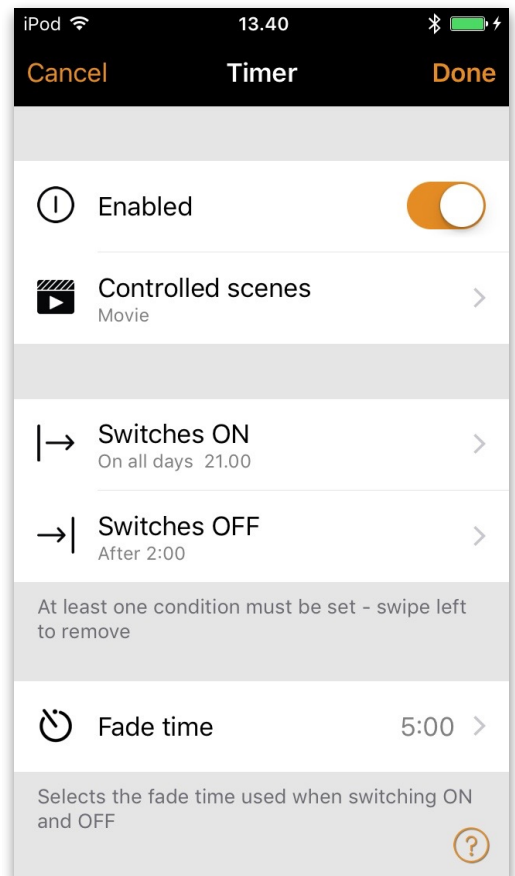 iPod 13.40
Cancel Timer Done
Enabled
Controlled scenes
Movie
Switches ON
On all days 21.00
Switches OFF
After 2:00
At least one condition must be set - swipe left
to remove
Fade time 5:00
Selects the fade time used when switching ON
and OFF
?